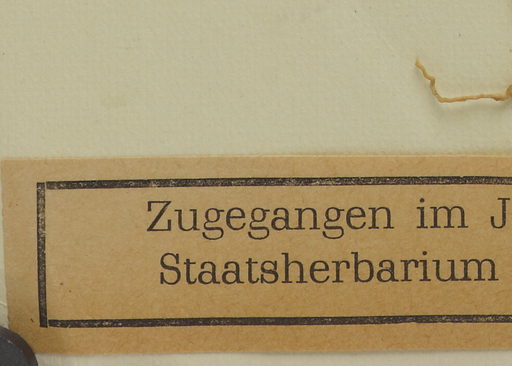 Zugegangen im J
Staatsherbarium